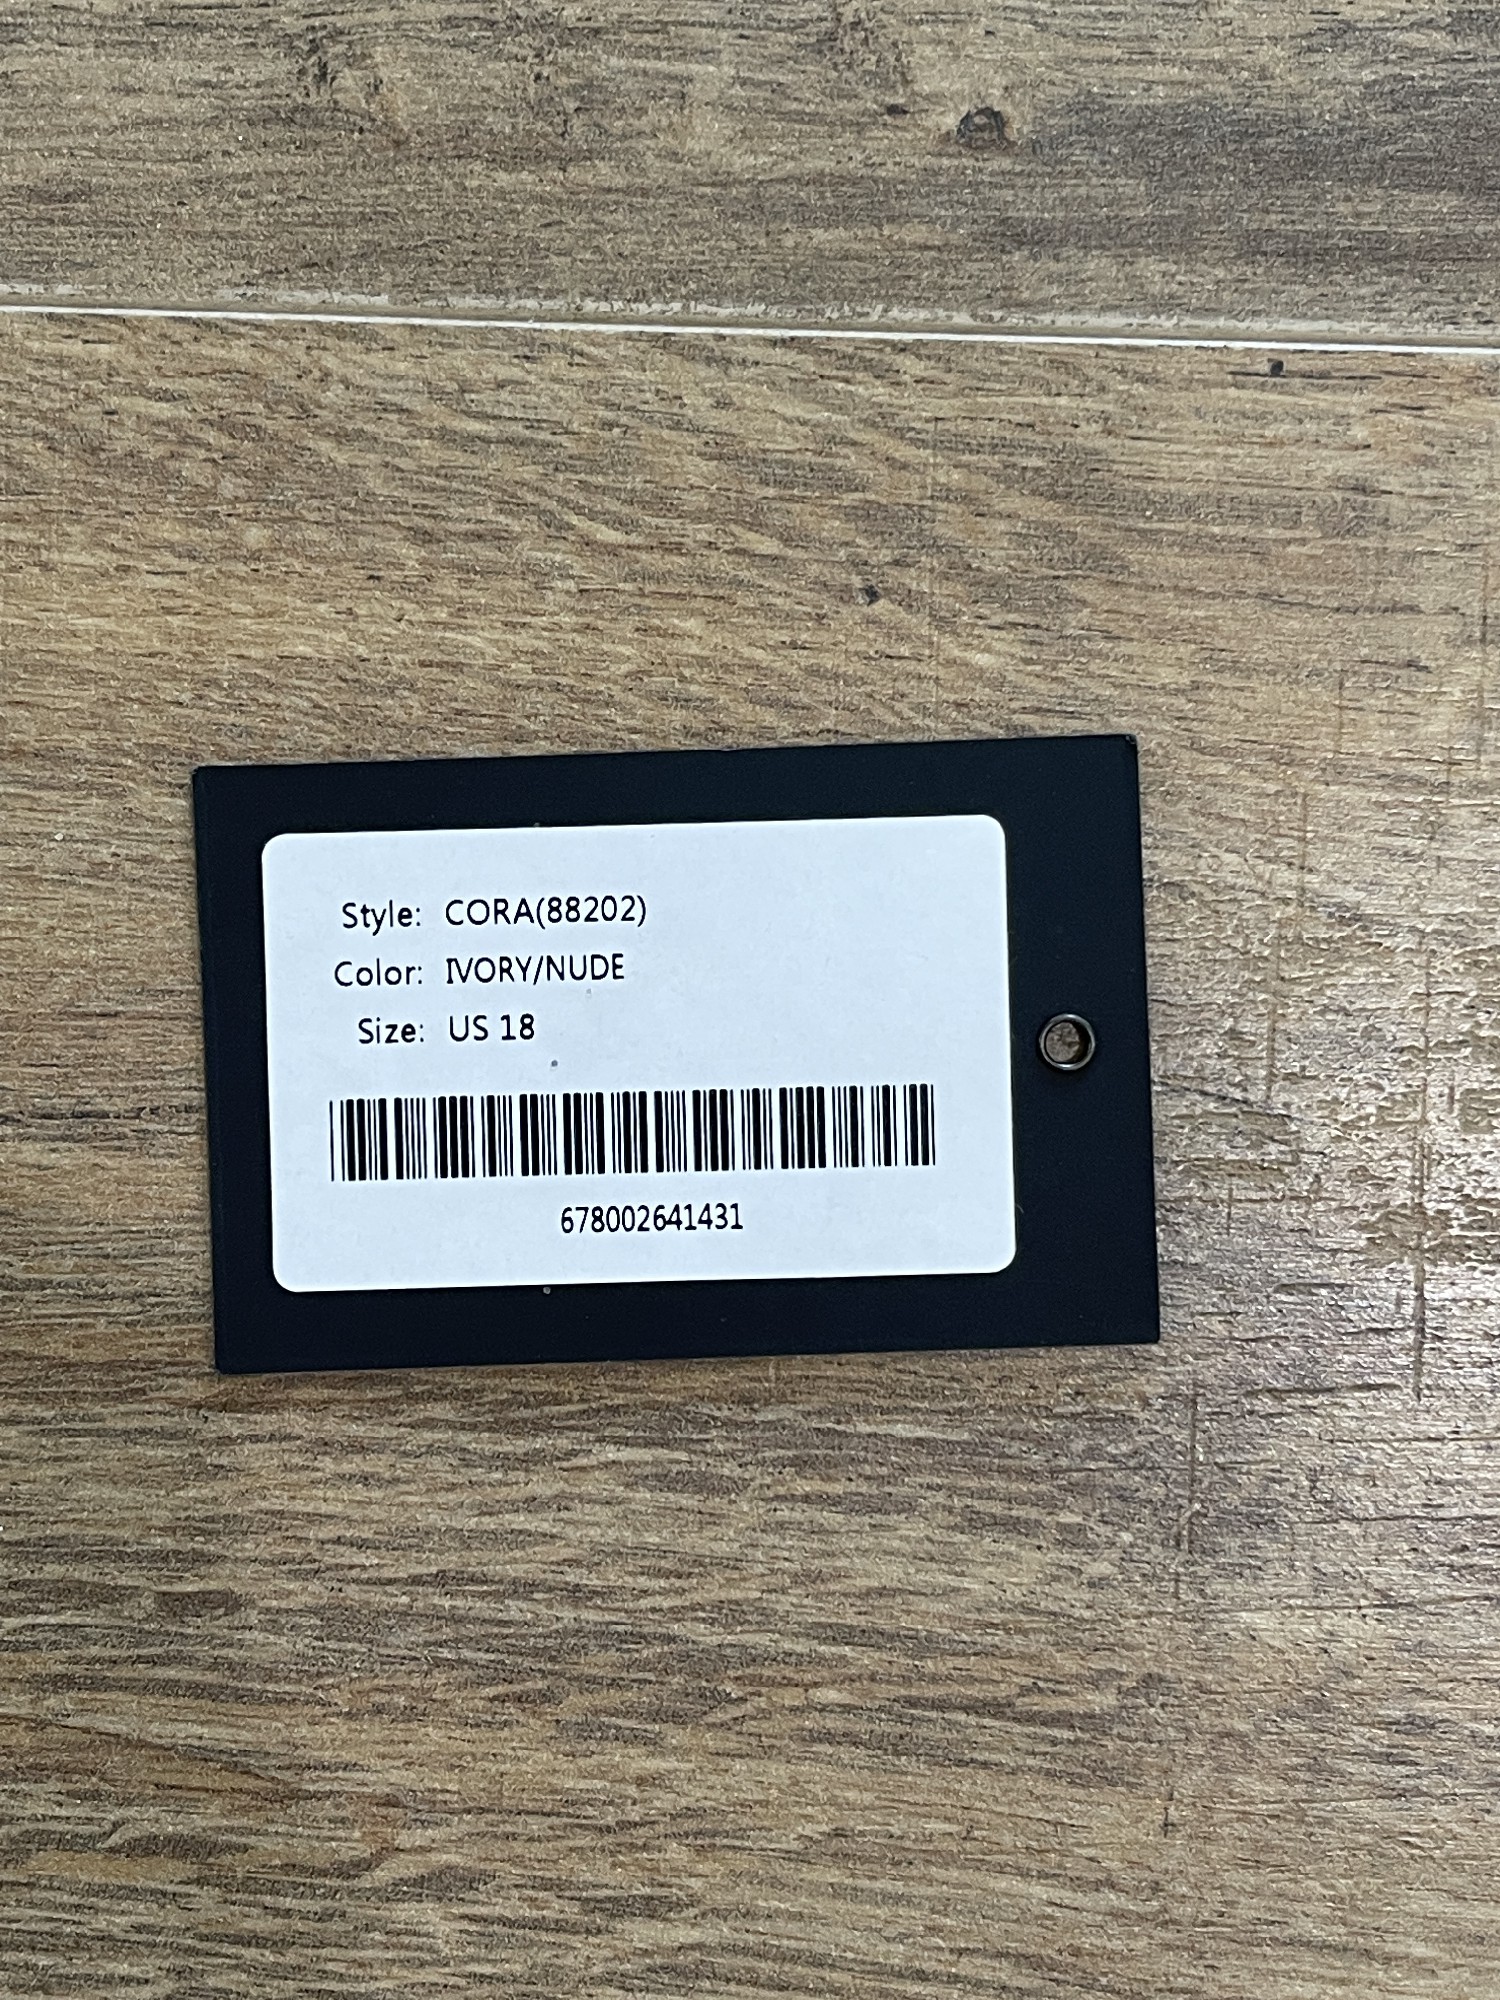 Style: CORA(88202)
Color: IVORY/NUDE
Size: US 18
678002641431